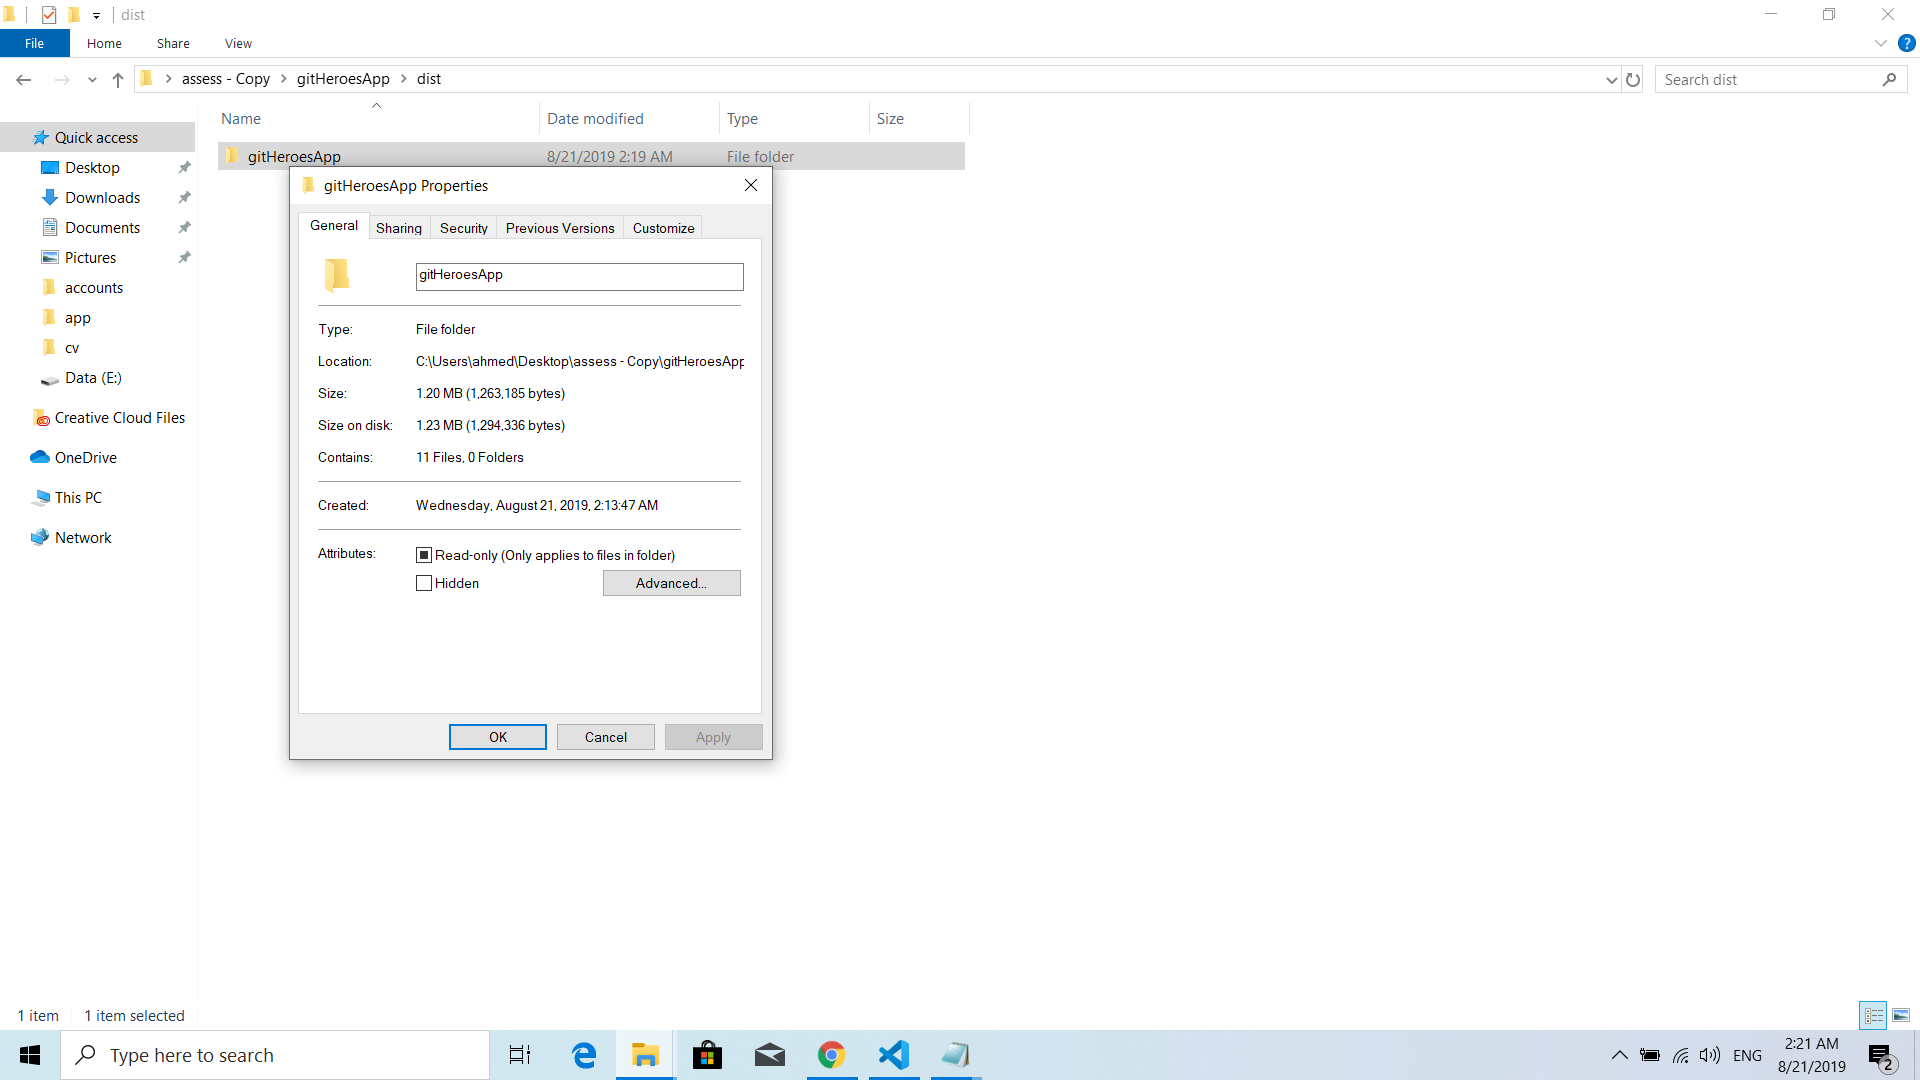 dist
File Home Share View
assess - Copy gitHeroesApp dist
Search dist
Name Date modified Type Size
gitHeroesApp 8/21/2019 2:19 AM File folder
Quick access
Desktop
Downloads
Documents
Pictures
accounts
app
cv
Data (E:)
Creative Cloud Files
OneDrive
This PC
Network
gitHeroesApp Properties
General Sharing Security Previous Versions Customize
gitHeroesApp
Type: File folder
Location: C:\Users\ahmed\Desktop\assess - Copy\gitHeroesApp
Size: 1.20 MB (1,263,185 bytes)
Size on disk: 1.23 MB (1,294,336 bytes)
Contains: 11 Files, 0 Folders
Created: Wednesday, August 21, 2019, 2:13:47 AM
Attributes: Read-only (Only applies to files in folder)
Hidden Advanced...
OK Cancel Apply
1 item 1 item selected
Type here to search
ENG
2:21 AM
8/21/2019
2